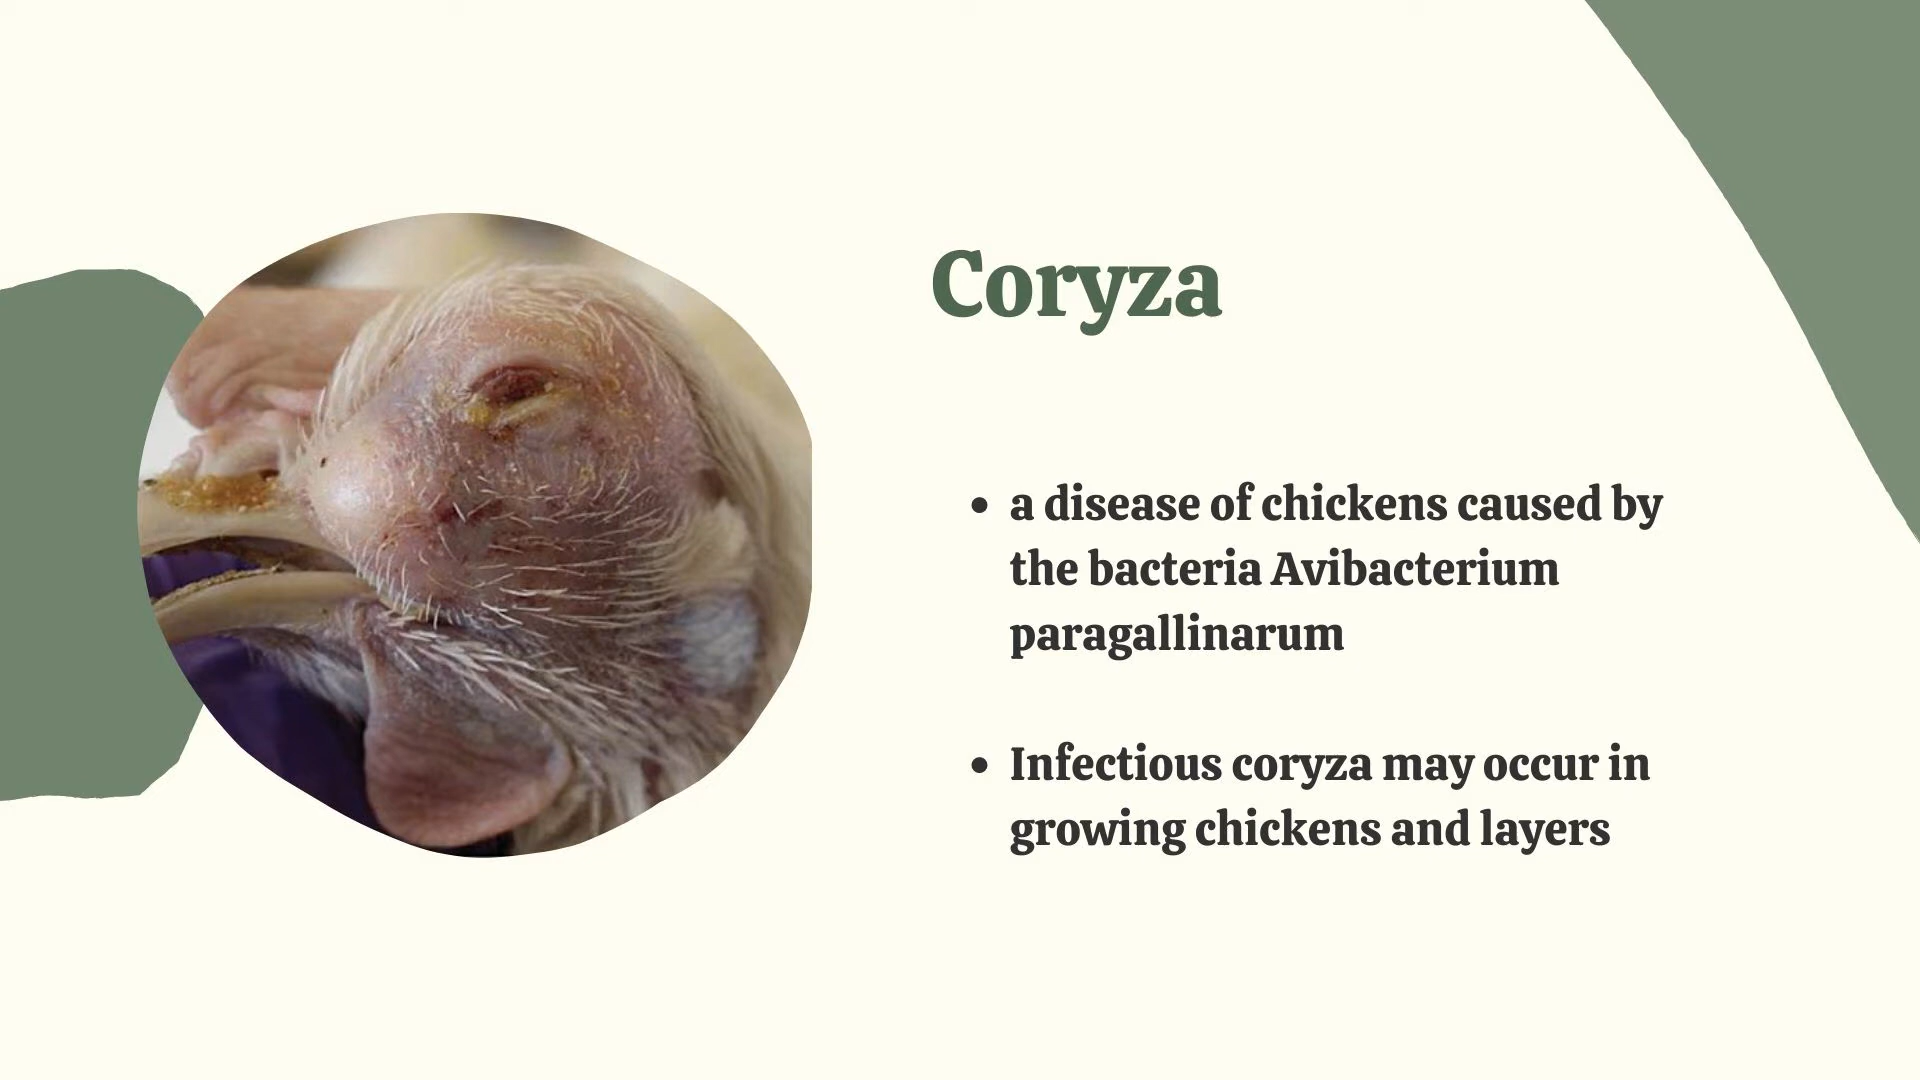 Coryza
• a disease of chickens caused by
the bacteria Avibacterium
paragallinarum
• Infectious coryza may occur in
growing chickens and layers